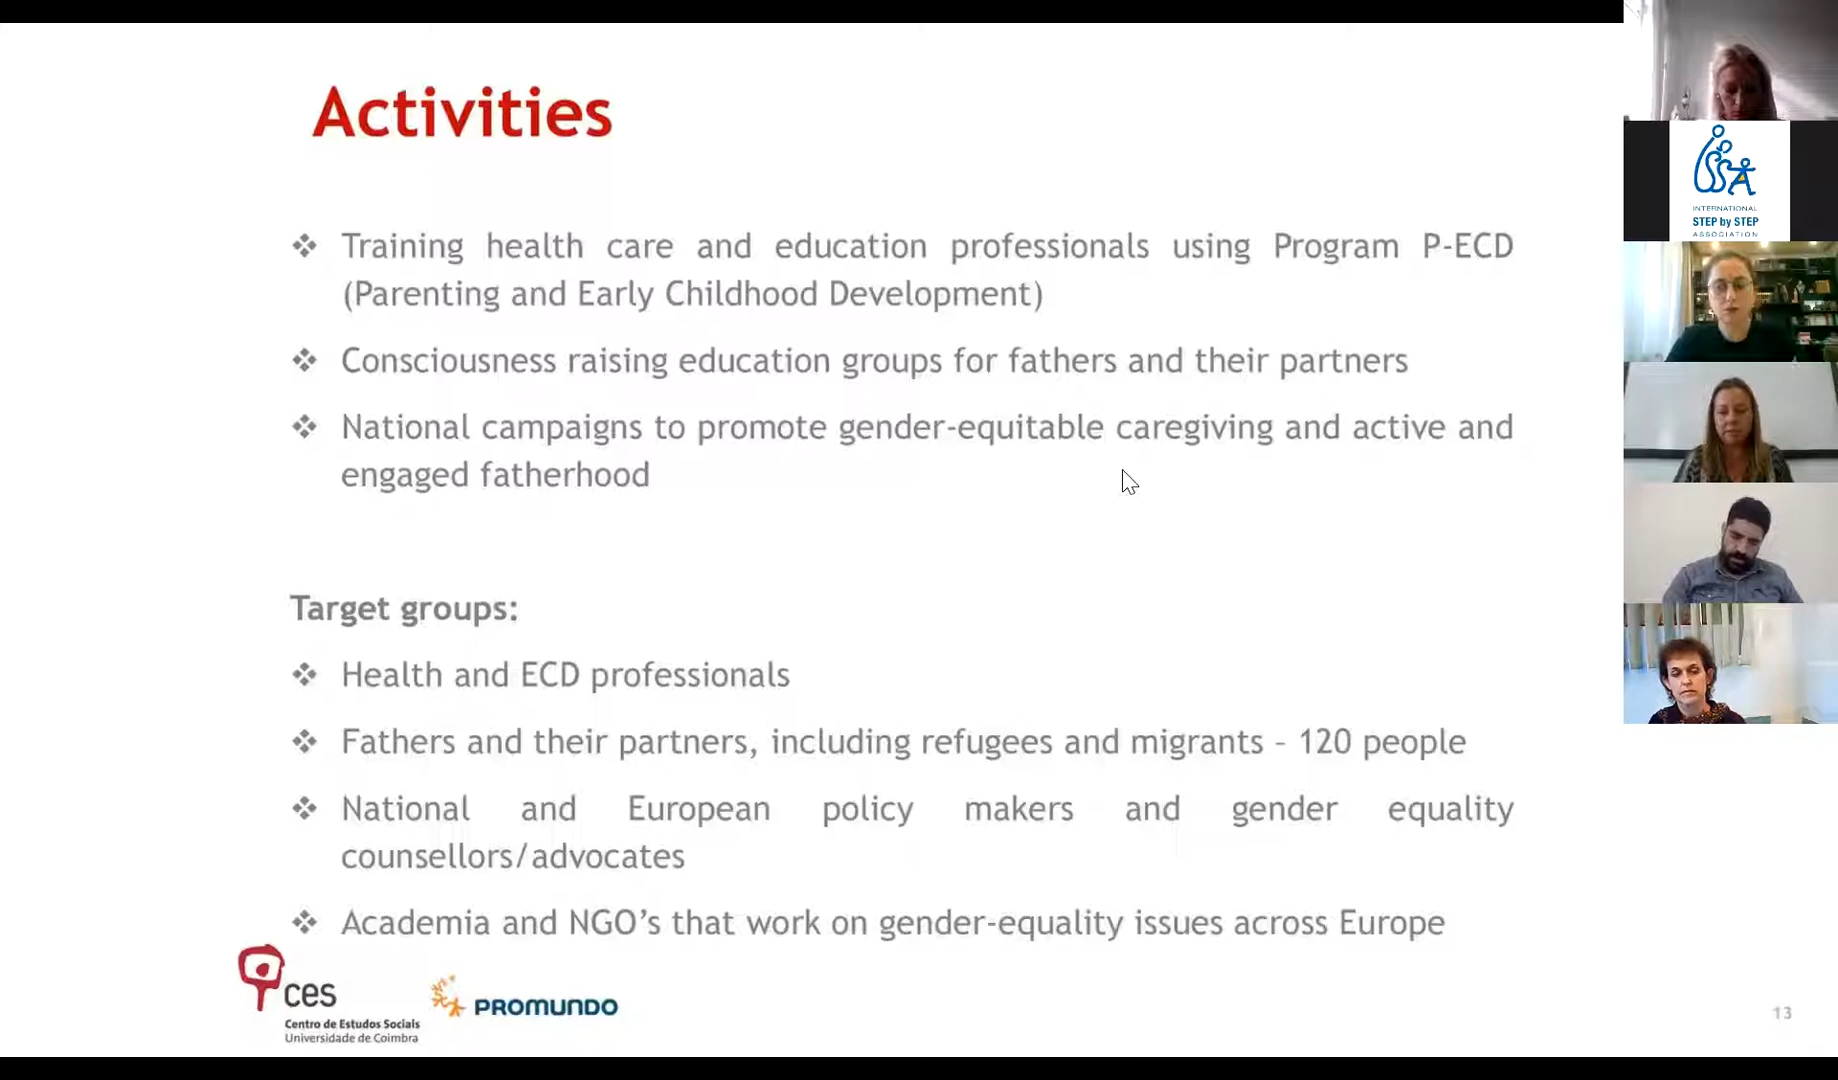 Activities
Training health care and education professionals using Program P-ECD
(Parenting and Early Childhood Development)
Consciousness raising education groups for fathers and their partners
National campaigns to promote gender-equitable caregiving and active and
engaged fatherhood
Target groups:
Health and ECD professionals
Fathers and their partners, including refugees and migrants – 120 people
National and European policy makers and gender equality
counsellors/advocates
Academia and NGO’s that work on gender-equality issues across Europe
ces
Centro de Estudos Sociais
Universidade de Coimbra
PROMUNDO
13
ISSA
INTERNATIONAL
STEP by STEP
ASSOCIATION